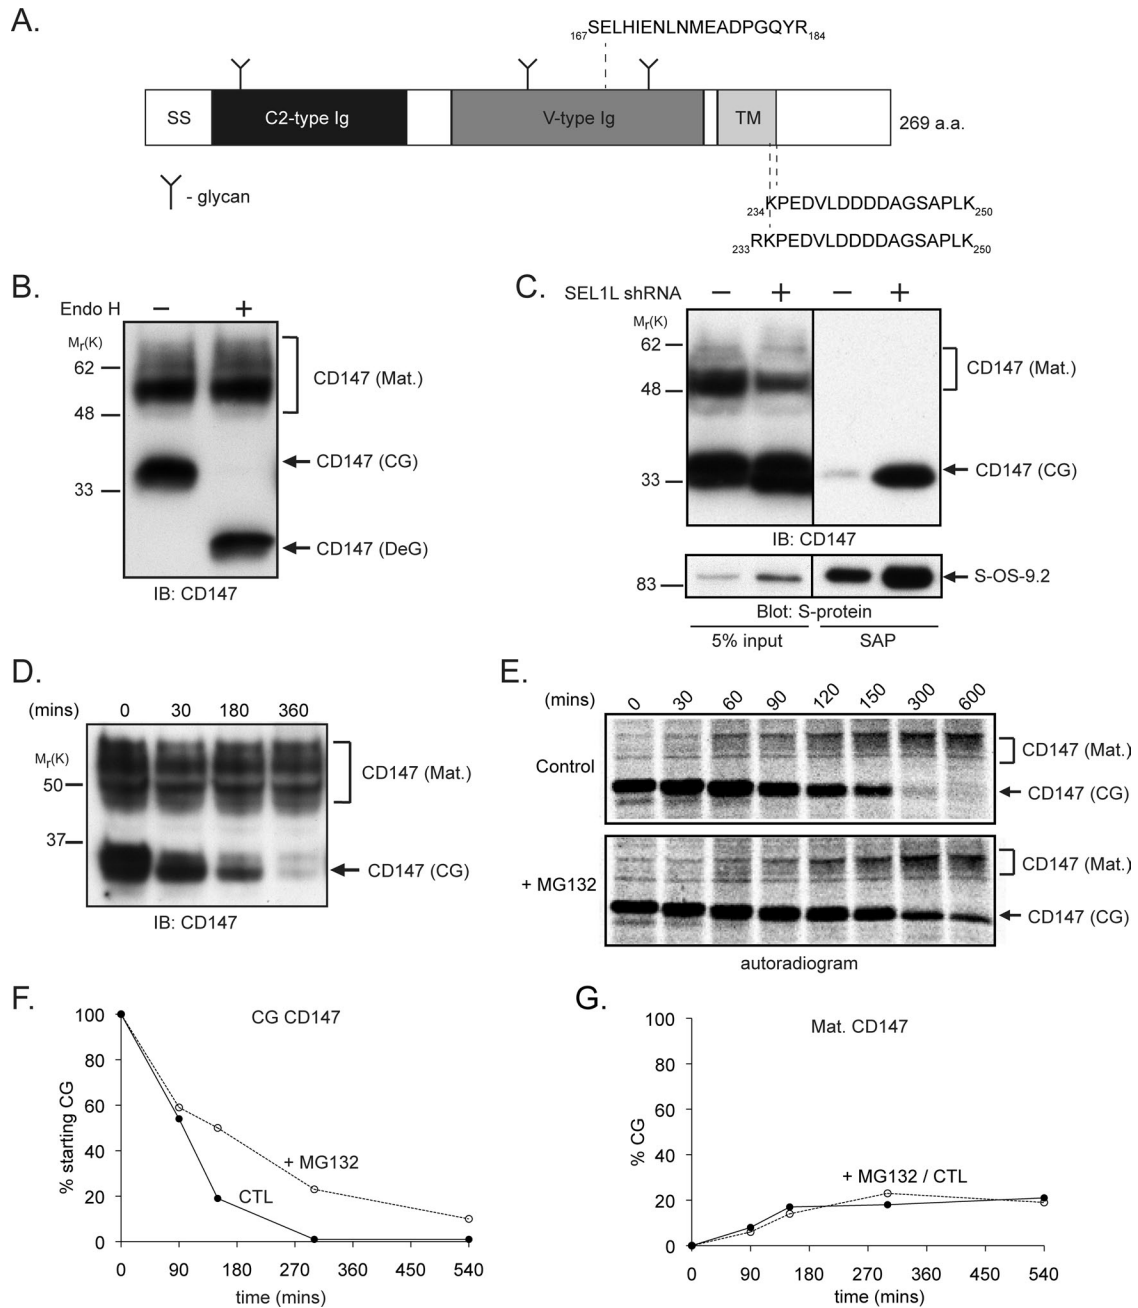 A.
167SELHIENLNMEADPGQYR184
SS
C2-type Ig
V-type Ig
TM
269 a.a.
- glycan
234KPEDVLDDDDAGSAPLK250
233RKPEDVLDDDDAGSAPLK250
B.
Endo H − +
Mr(K)
62
48
33
CD147 (Mat.)
CD147 (CG)
CD147 (DeG)
IB: CD147
C.
SEL1L shRNA − + − +
Mr(K)
62
48
33
CD147 (Mat.)
CD147 (CG)
IB: CD147
83
S-OS-9.2
Blot: S-protein
5% input SAP
D.
(mins) 0 30 180 360
Mr(K)
50
37
CD147 (Mat.)
CD147 (CG)
IB: CD147
E.
(mins) 0 30 60 90 120 150 300 600
Control
CD147 (Mat.)
CD147 (CG)
+ MG132
CD147 (Mat.)
CD147 (CG)
autoradiogram
F.
CG CD147
% starting CG
100
80
60
40
20
0
+ MG132
CTL
0 90 180 270 360 450 540
time (mins)
G.
Mat. CD147
% CG
100
80
60
40
20
0
+ MG132 / CTL
0 90 180 270 360 450 540
time (mins)